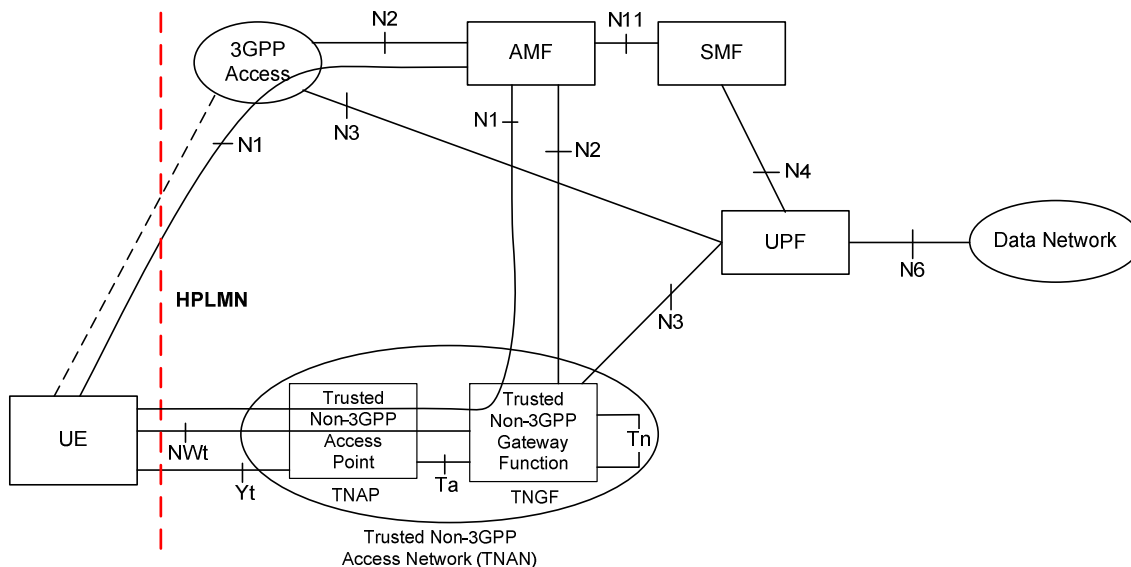 N2
N11
3GPP
Access
AMF
SMF
N1
N3
N1
N2
N4
UPF
Data Network
N6
HPLMN
N3
UE
Trusted
Non-3GPP
Access
Point
Trusted
Non-3GPP
Gateway
Function
Tn
NWt
Yt
Ta
TNAP
TNGF
Trusted Non-3GPP
Access Network (TNAN)